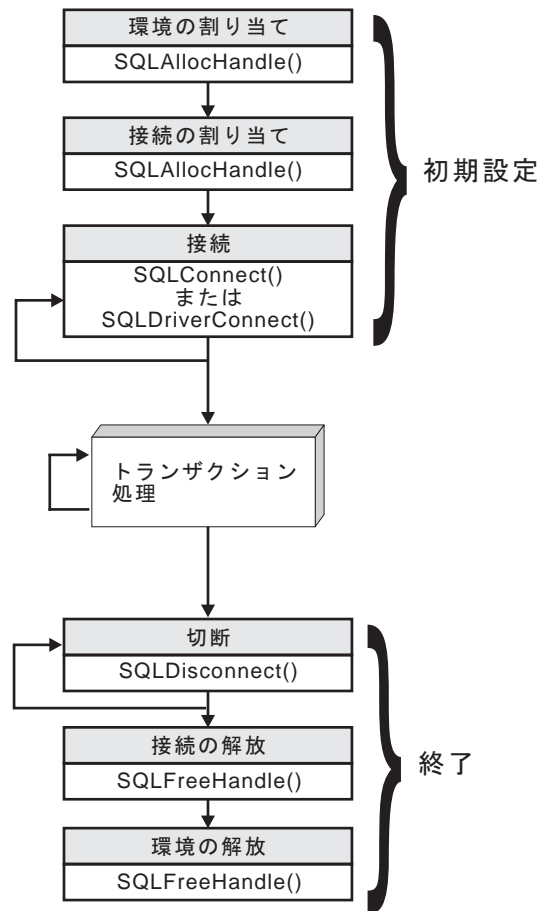 環境の割り当て
SQLAllocHandle()
接続の割り当て
SQLAllocHandle()
初期設定
接続
SQLConnect()
または
SQLDriverConnect()
トランザクション
処理
切断
SQLDisconnect()
接続の解放
SQLFreeHandle()
終了
環境の解放
SQLFreeHandle()